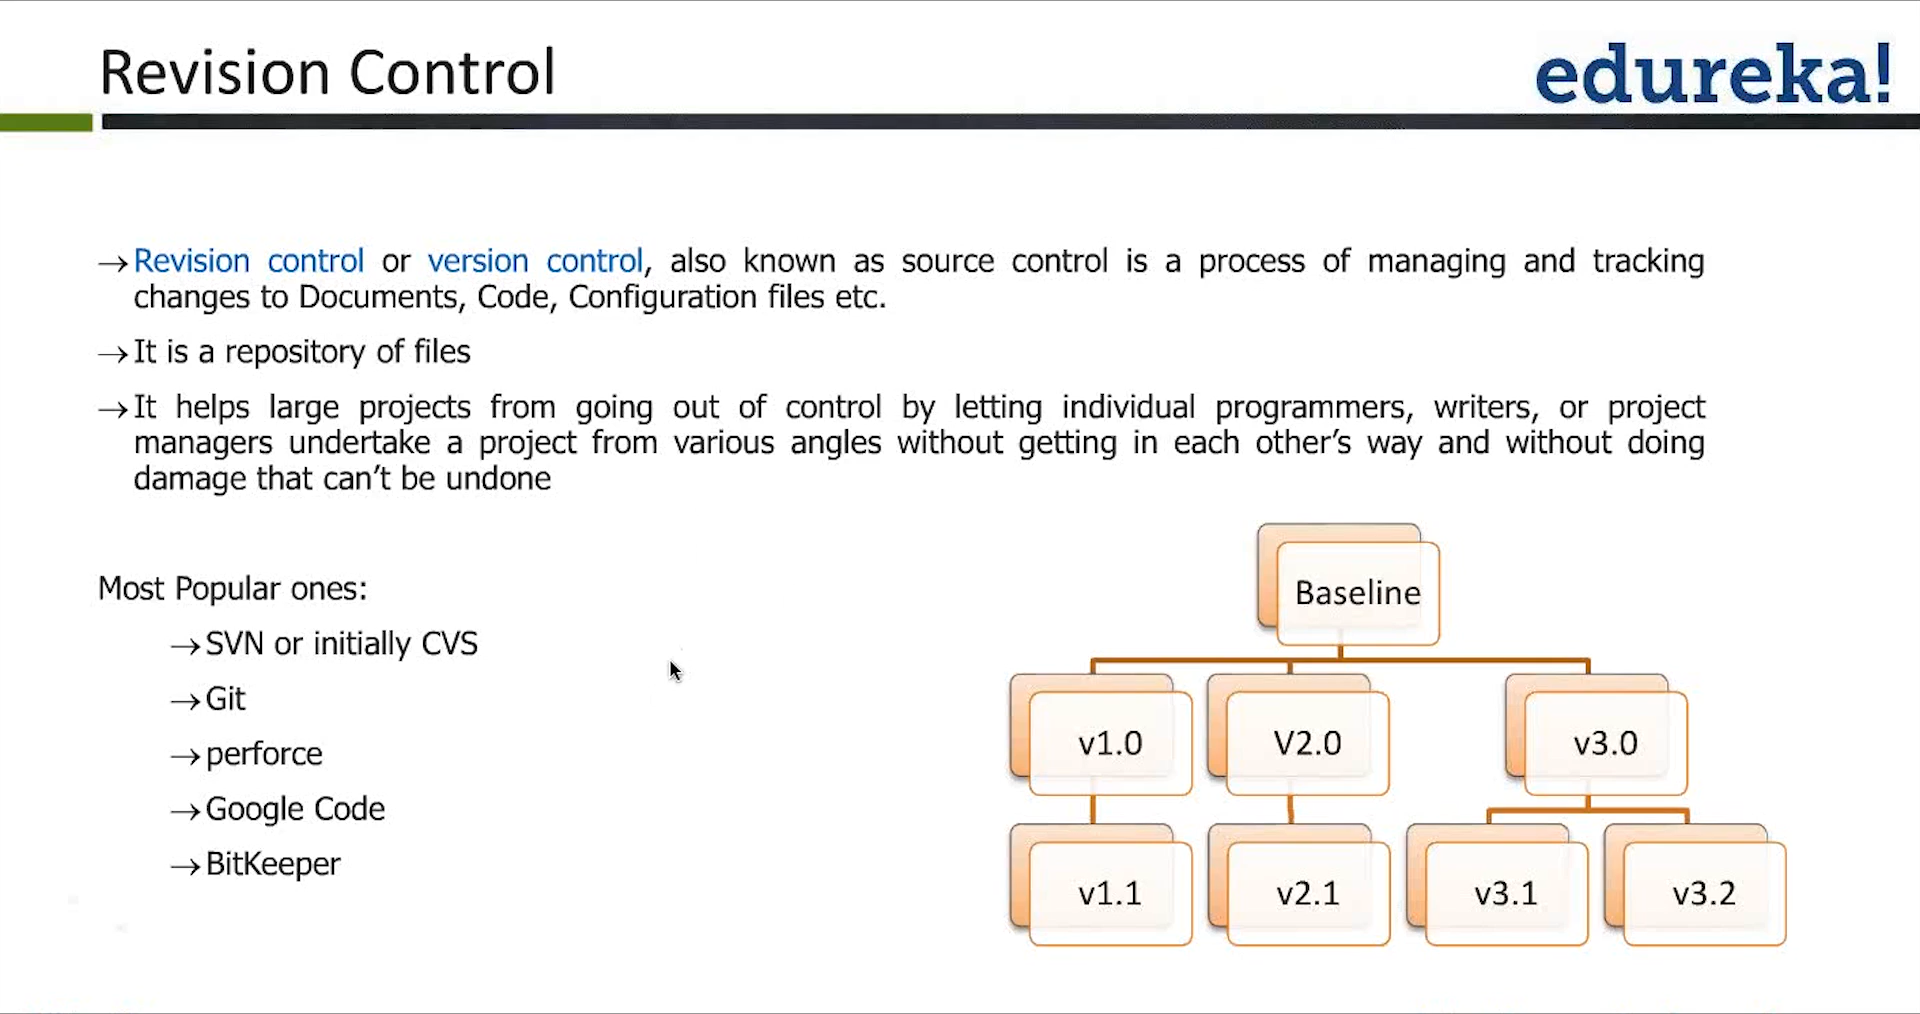 Revision Control
edureka!
→Revision control or version control, also known as source control is a process of managing and tracking
changes to Documents, Code, Configuration files etc.
→It is a repository of files
→It helps large projects from going out of control by letting individual programmers, writers, or project
managers undertake a project from various angles without getting in each other’s way and without doing
damage that can’t be undone
Most Popular ones:
→SVN or initially CVS
→Git
→perforce
→Google Code
→BitKeeper
Baseline
v1.0
V2.0
v3.0
v1.1
v2.1
v3.1
v3.2